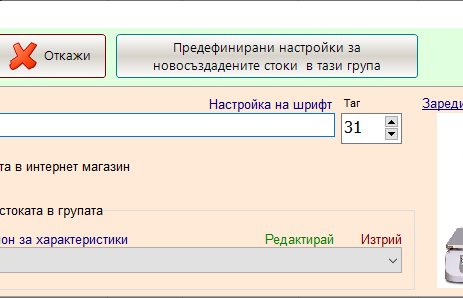 Откажи
Предефинирани настройки за
новосъздадените стоки в тази група
Настройка на шрифт
Таг
Зареди
31
та в интернет магазин
стоката в групата
он за характеристики
Редактирай
Изтрий